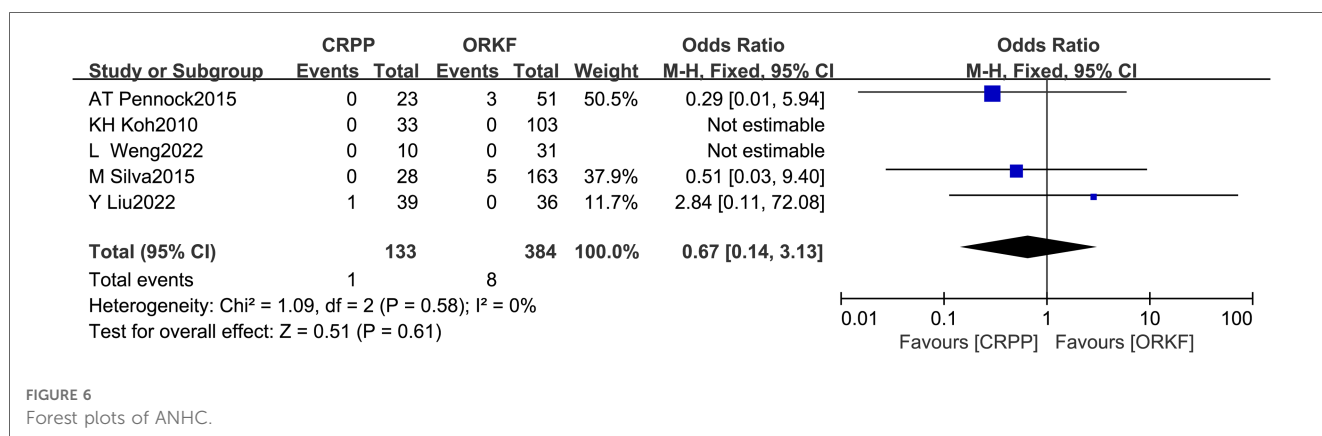 CRPP ORKF Odds Ratio Odds Ratio
Study or Subgroup Events Total Events Total Weight M-H, Fixed, 95% CI M-H, Fixed, 95% CI
AT Pennock2015 0 23 3 51 50.5% 0.29 [0.01, 5.94]
KH Koh2010 0 33 0 103 Not estimable
L Weng2022 0 10 0 31 Not estimable
M Silva2015 0 28 5 163 37.9% 0.51 [0.03, 9.40]
Y Liu2022 1 39 0 36 11.7% 2.84 [0.11, 72.08]
Total (95% CI) 133 384 100.0% 0.67 [0.14, 3.13]
Total events 1 8
Heterogeneity: Chi² = 1.09, df = 2 (P = 0.58); I² = 0%
Test for overall effect: Z = 0.51 (P = 0.61)
0.01 0.1 1 10 100
Favours [CRPP] Favours [ORKF]
FIGURE 6
Forest plots of ANHC.